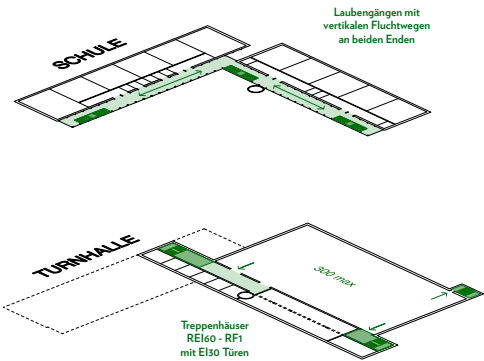 Laubengängen mit
vertikalen Fluchtwegen
an beiden Enden
SCHULE
TURNHALLE
300 max
Treppenhäuser
REI60 - RF1
mit EI30 Türen